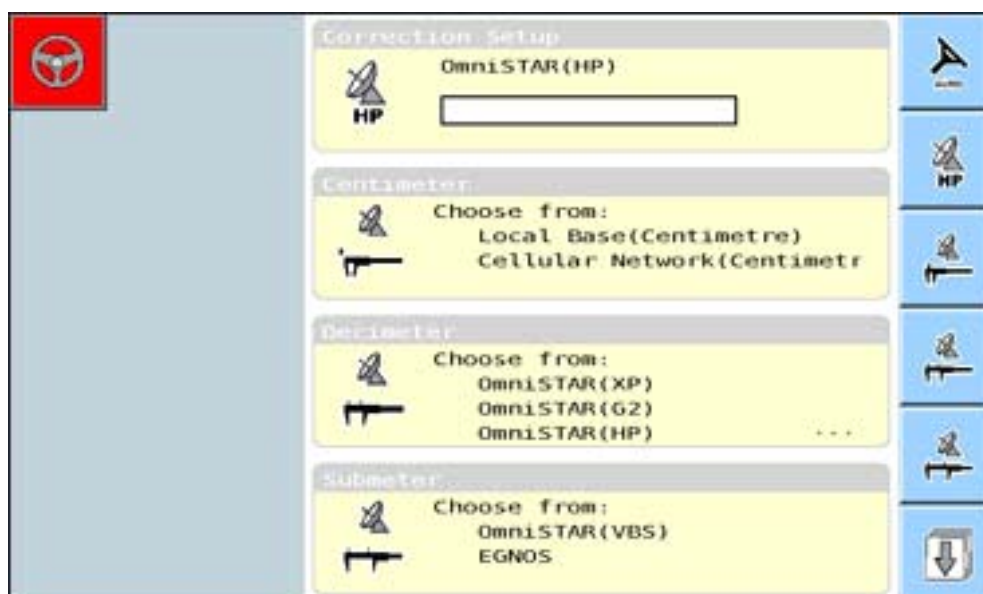 Correction Setup
OmniSTAR(HP)
HP
Centimeter
Choose from:
Local Base(Centimetre)
Cellular Network(Centimetr
Decimeter
Choose from:
OmniSTAR(XP)
OmniSTAR(G2)
OmniSTAR(HP) ...
Submeter
Choose from:
OmniSTAR(VBS)
EGNOS
AUTO
HP